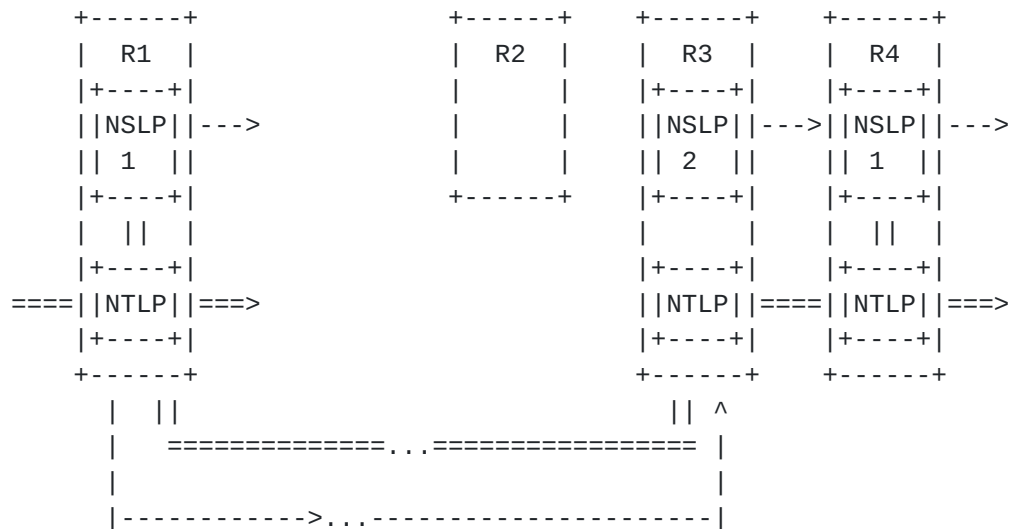 +------+                +------+    +------+    +------+
    |  R1  |                |  R2  |    |  R3  |    |  R4  |
    |+----+|                |      |    |+----+|    |+----+|
    ||NSLP||--->            |      |    ||NSLP||--->||NSLP||--->
    || 1  ||                |      |    || 2  ||    || 1  ||
    |+----+|                +------+    |+----+|    |+----+|
    |  ||  |                            |      |    |  ||  |
    |+----+|                            |+----+|    |+----+|
====||NTLP||===>                        ||NTLP||====||NTLP||===>
    |+----+|                            |+----+|    |+----+|
    +------+                            +------+    +------+
      |  ||                               || ^
      |   ==============...================= |
      |                                      |
      |------------>...----------------------|